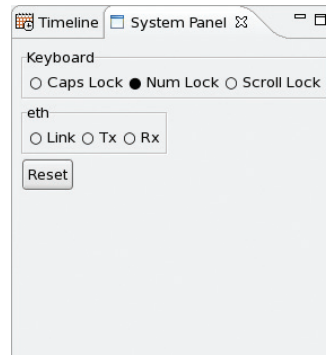 Timeline System Panel
Keyboard
Caps Lock Num Lock Scroll Lock
eth
Link Tx Rx
Reset